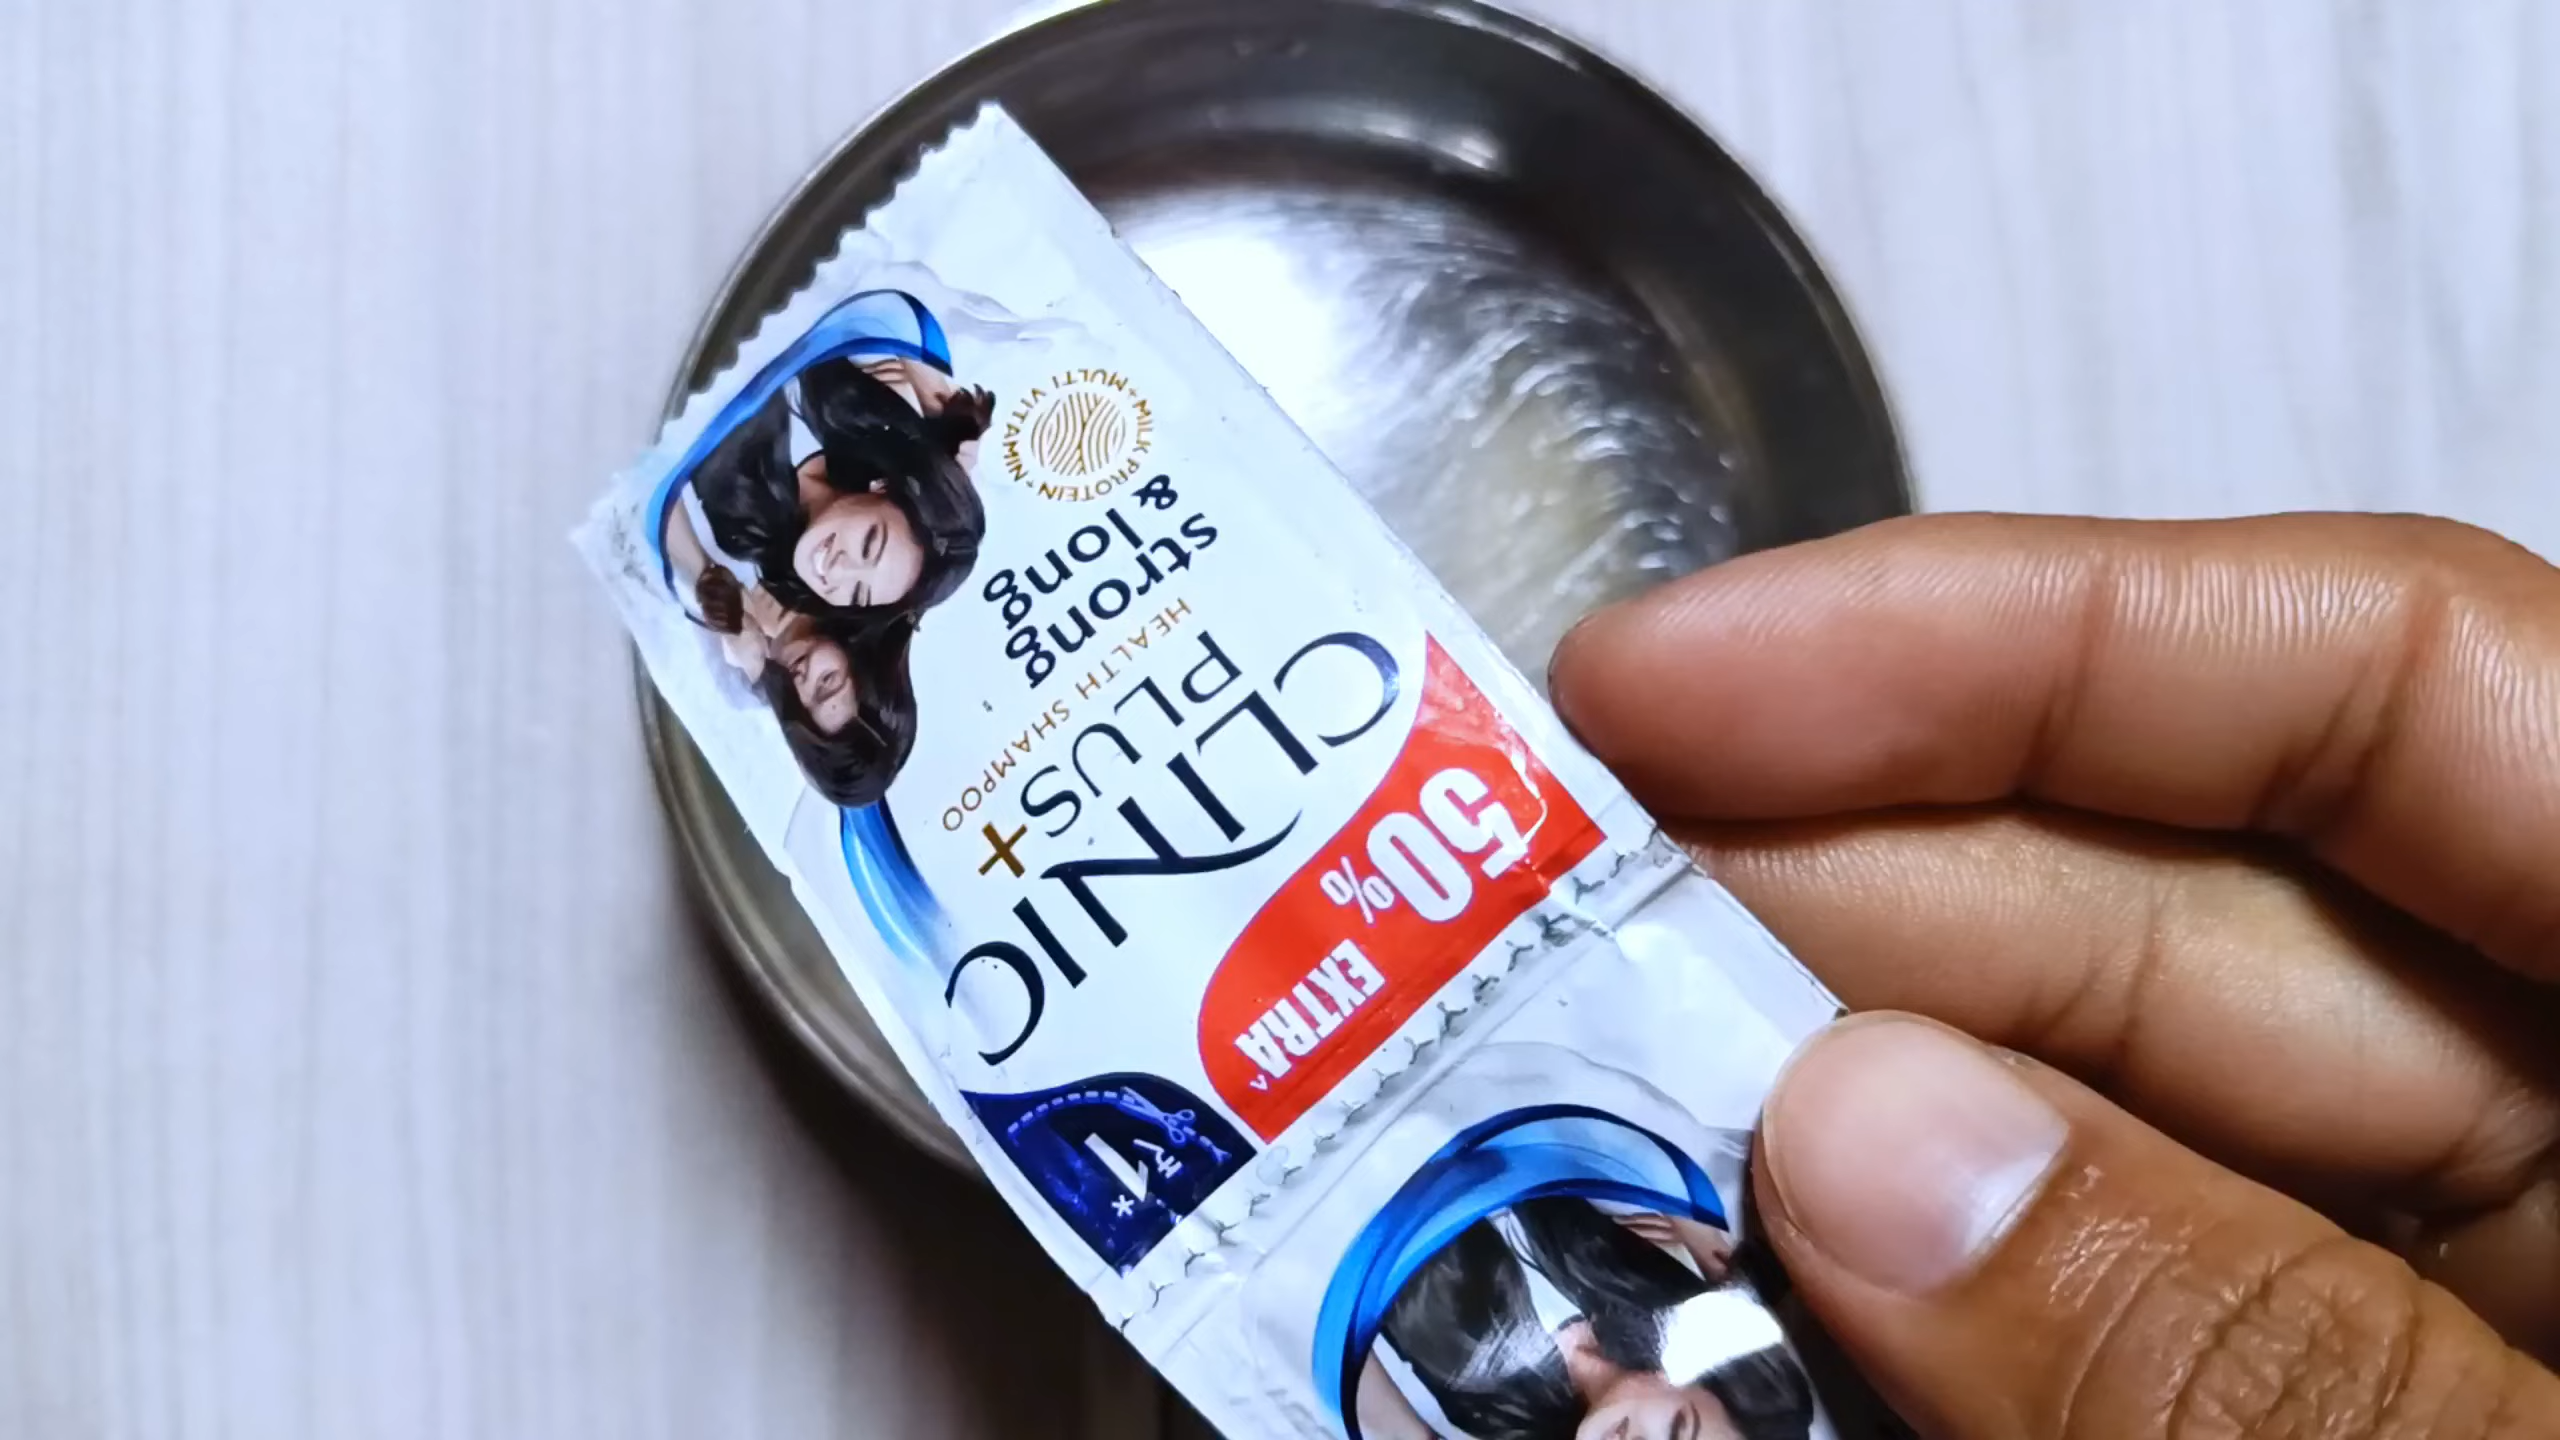 50% EXTRA^
₹1*
CLINIC
PLUS+
HEALTH SHAMPOO
strong
& long
+ MILK PROTEIN + MULTI VITAMIN